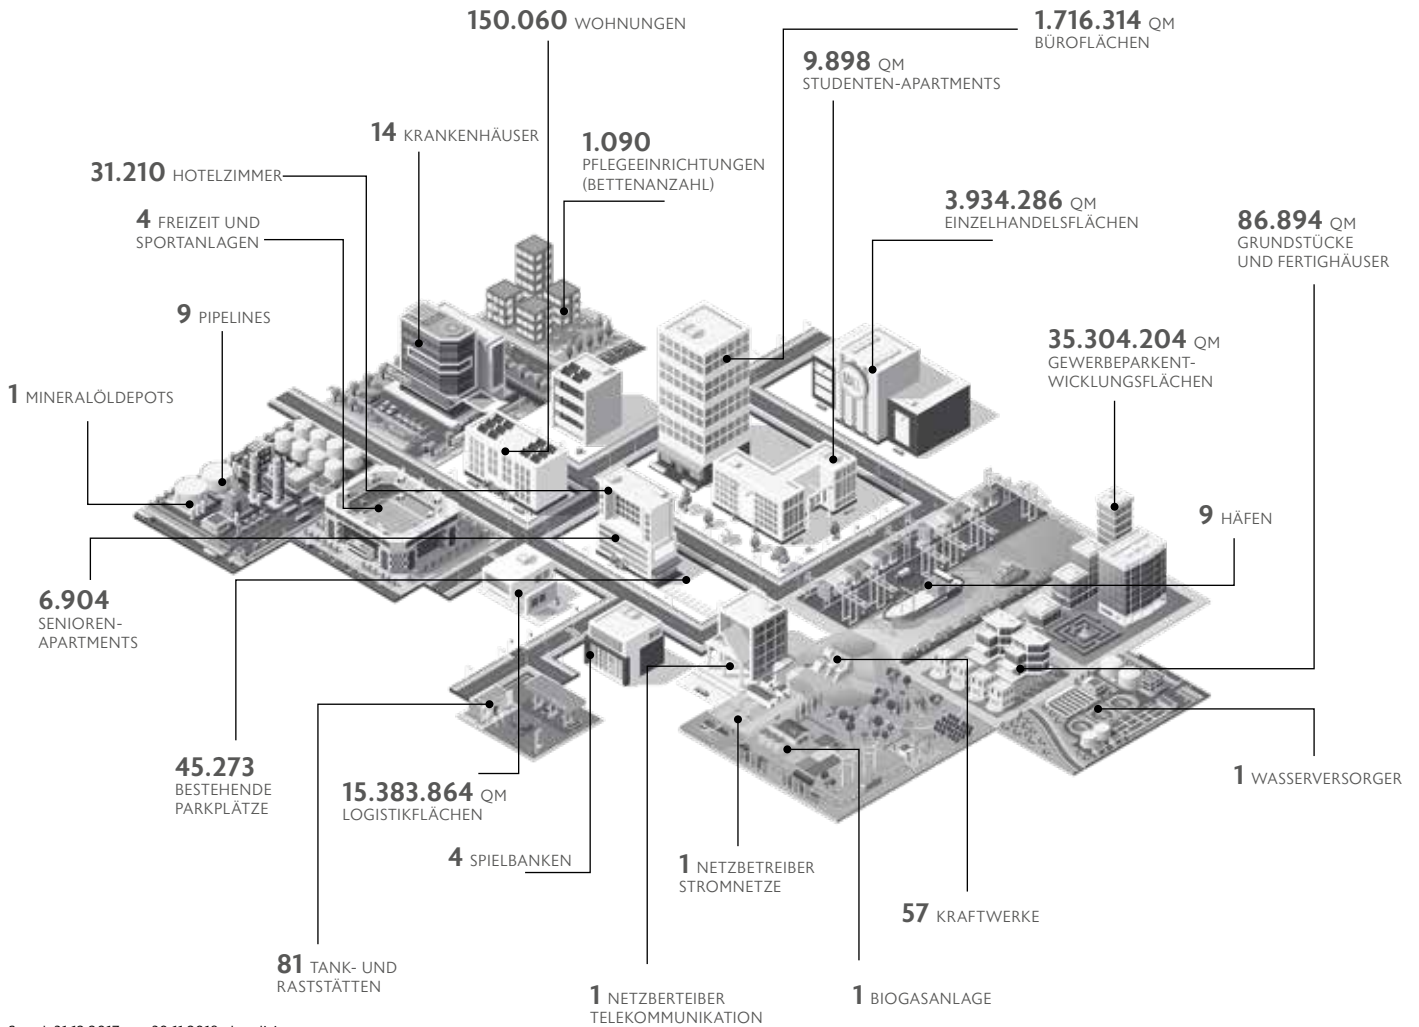 150.060 WOHNUNGEN
1.716.314 QM
BÜROFLÄCHEN
9.898 QM
STUDENTEN-APARTMENTS
14 KRANKENHÄUSER
1.090
PFLEGEEINRICHTUNGEN
(BETTENANZAHL)
31.210 HOTELZIMMER
3.934.286 QM
EINZELHANDELSFLÄCHEN
4 FREIZEIT UND
SPORTANLAGEN
86.894 QM
GRUNDSTÜCKE
UND FERTIGHÄUSER
9 PIPELINES
35.304.204 QM
GEWERBEPARKENT-
WICKLUNGSFLÄCHEN
1 MINERALÖLDEPOTS
9 HÄFEN
6.904
SENIOREN-
APARTMENTS
45.273
BESTEHENDE
PARKPLÄTZE
15.383.864 QM
LOGISTIKFLÄCHEN
1 WASSERVERSORGER
4 SPIELBANKEN
1 NETZBETREIBER
STROMNETZE
57 KRAFTWERKE
81 TANK- UND
RASTSTÄTTEN
1 NETZBERTEIBER
TELEKOMMUNIKATION
1 BIOGASANLAGE